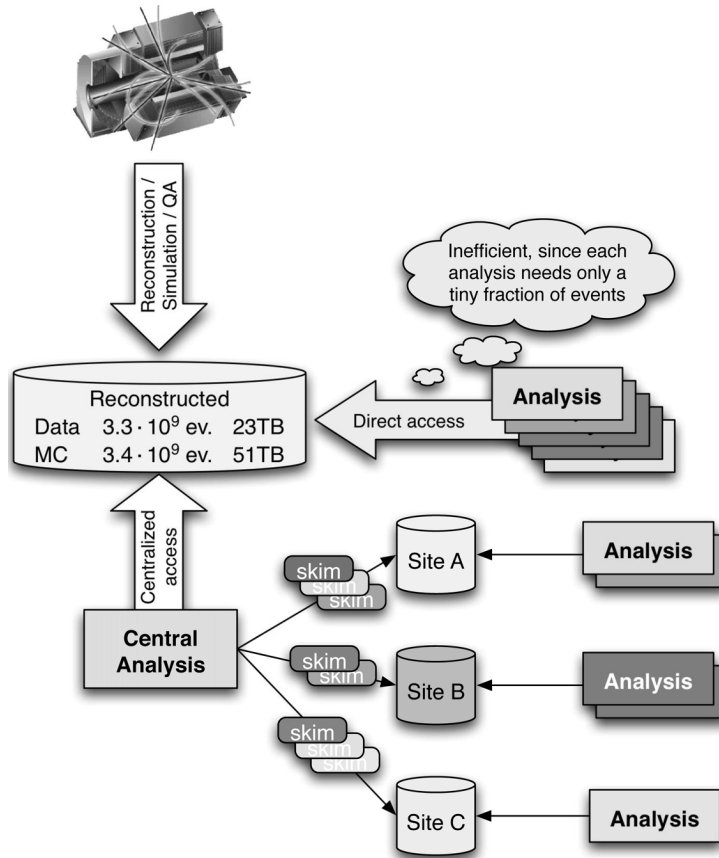 Reconstruction /
Simulation / QA
Inefficient, since each
analysis needs only a
tiny fraction of events
Reconstructed
Data 3.3 · 10⁹ ev. 23TB
MC 3.4 · 10⁹ ev. 51TB
Direct access
Analysis
Centralized
access
Central
Analysis
skim
skim
skim
Site A
Analysis
skim
skim
Site B
Analysis
skim
skim
skim
Site C
Analysis